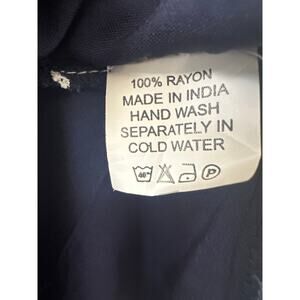 100% RAYON
MADE IN INDIA
HAND WASH
SEPARATELY IN
COLD WATER
40° P